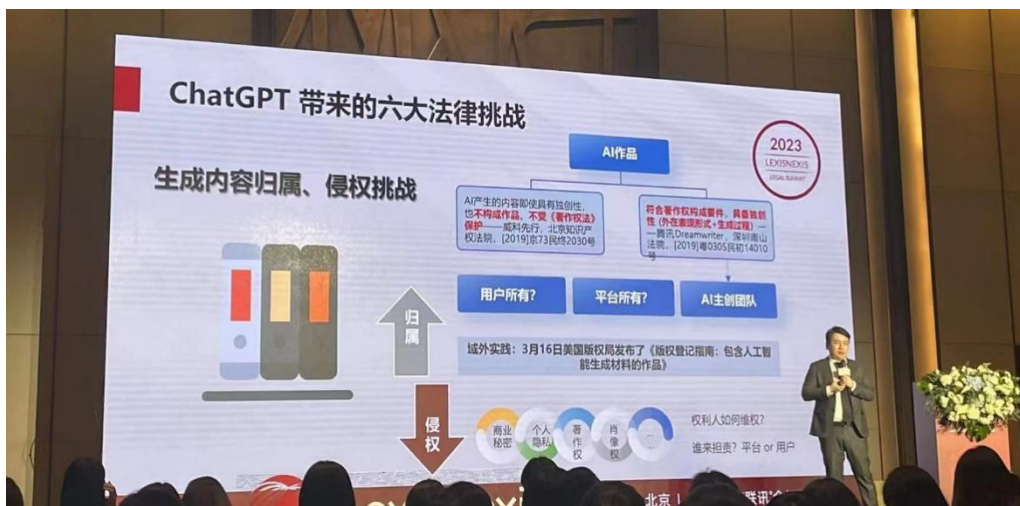 ChatGPT 带来的六大法律挑战
生成内容归属、侵权挑战
AI作品
2023
LEXISNEXIS
LEGAL SUMMIT
AI产生的内容即使具有独创性，
也不构成作品、不受《著作权法》
保护——威科先行，北京知识产
权法院，[2019]京73民终2030号
符合著作权构成要件，具备独创
性（外在表现形式+生成过程）——
——腾讯Dreamwriter，深圳南山
法院，[2019]粤0305民初14010
号
用户所有？
平台所有？
AI主创团队
归属
域外实践：3月16日美国版权局发布了《版权登记指南：包含人工智
能生成材料的作品》
侵权
商业
秘密
个人
隐私
著作权
肖像权
...
权利人如何维权？
谁来担责？平台 or 用户
北京
联讯